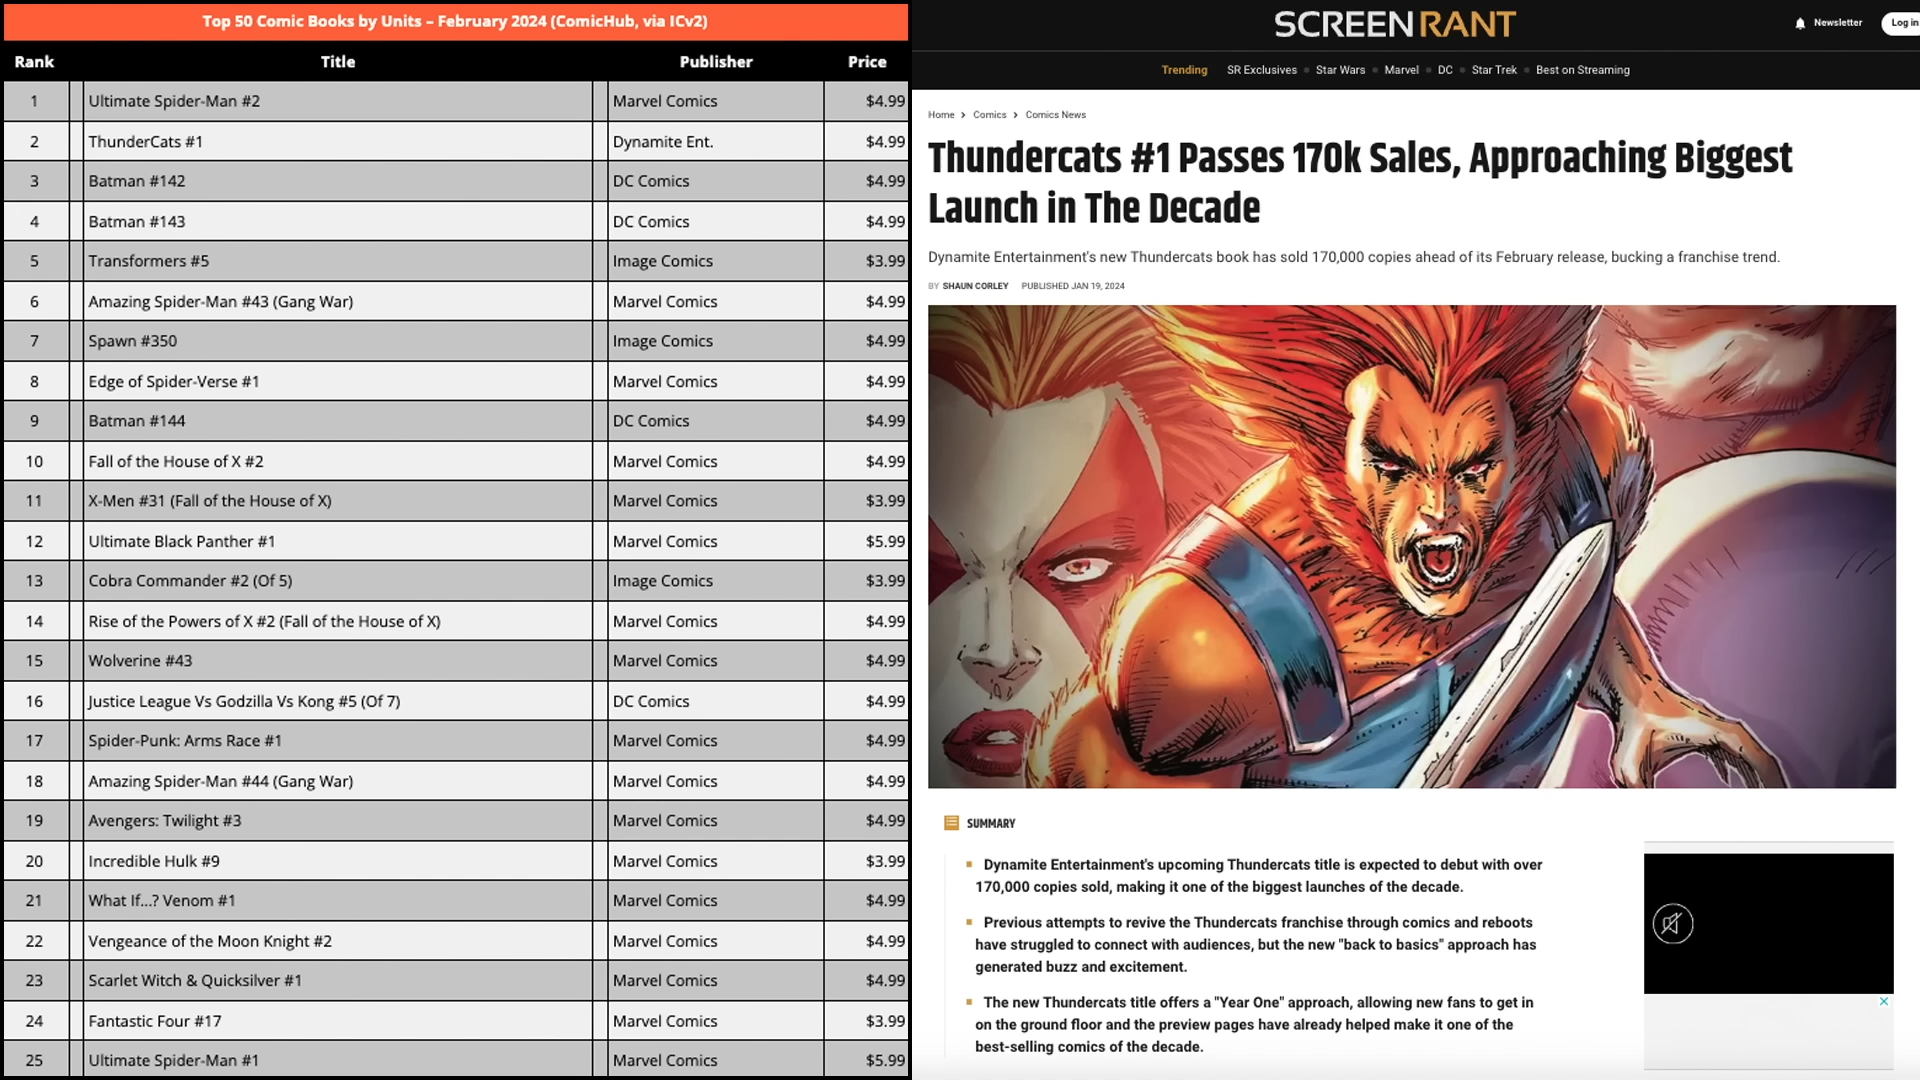 Top 50 Comic Books by Units – February 2024 (ComicHub, via ICv2)
Rank Title Publisher Price
1 Ultimate Spider-Man #2 Marvel Comics $4.99
2 ThunderCats #1 Dynamite Ent. $4.99
3 Batman #142 DC Comics $4.99
4 Batman #143 DC Comics $4.99
5 Transformers #5 Image Comics $3.99
6 Amazing Spider-Man #43 (Gang War) Marvel Comics $4.99
7 Spawn #350 Image Comics $4.99
8 Edge of Spider-Verse #1 Marvel Comics $4.99
9 Batman #144 DC Comics $4.99
10 Fall of the House of X #2 Marvel Comics $4.99
11 X-Men #31 (Fall of the House of X) Marvel Comics $3.99
12 Ultimate Black Panther #1 Marvel Comics $5.99
13 Cobra Commander #2 (Of 5) Image Comics $3.99
14 Rise of the Powers of X #2 (Fall of the House of X) Marvel Comics $4.99
15 Wolverine #43 Marvel Comics $4.99
16 Justice League Vs Godzilla Vs Kong #5 (Of 7) DC Comics $4.99
17 Spider-Punk: Arms Race #1 Marvel Comics $4.99
18 Amazing Spider-Man #44 (Gang War) Marvel Comics $4.99
19 Avengers: Twilight #3 Marvel Comics $4.99
20 Incredible Hulk #9 Marvel Comics $3.99
21 What If...? Venom #1 Marvel Comics $4.99
22 Vengeance of the Moon Knight #2 Marvel Comics $4.99
23 Scarlet Witch & Quicksilver #1 Marvel Comics $4.99
24 Fantastic Four #17 Marvel Comics $3.99
25 Ultimate Spider-Man #1 Marvel Comics $5.99
SCREENRANT
Newsletter
Log in
Trending SR Exclusives Star Wars Marvel DC Star Trek Best on Streaming
Home > Comics > Comics News
Thundercats #1 Passes 170k Sales, Approaching Biggest
Launch in The Decade
Dynamite Entertainment's new Thundercats book has sold 170,000 copies ahead of its February release, bucking a franchise trend.
BY SHAUN CORLEY PUBLISHED JAN 19, 2024
SUMMARY
Dynamite Entertainment's upcoming Thundercats title is expected to debut with over
170,000 copies sold, making it one of the biggest launches of the decade.
Previous attempts to revive the Thundercats franchise through comics and reboots
have struggled to connect with audiences, but the new "back to basics" approach has
generated buzz and excitement.
The new Thundercats title offers a "Year One" approach, allowing new fans to get in
on the ground floor and the preview pages have already helped make it one of the
best-selling comics of the decade.